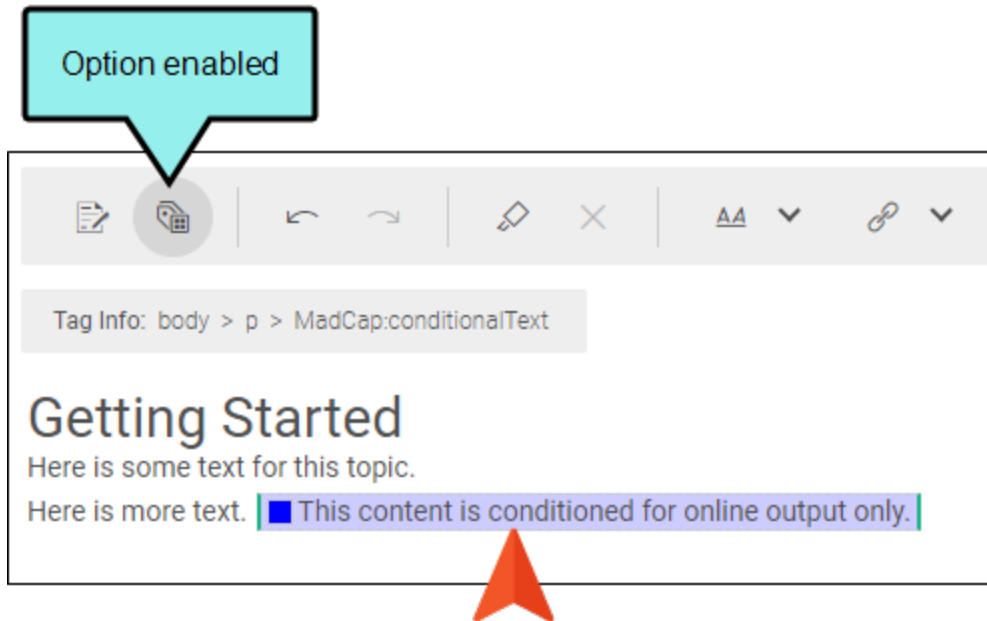 Option enabled
AA
Tag Info: body > p > MadCap:conditionalText
Getting Started
Here is some text for this topic.
Here is more text. This content is conditioned for online output only.